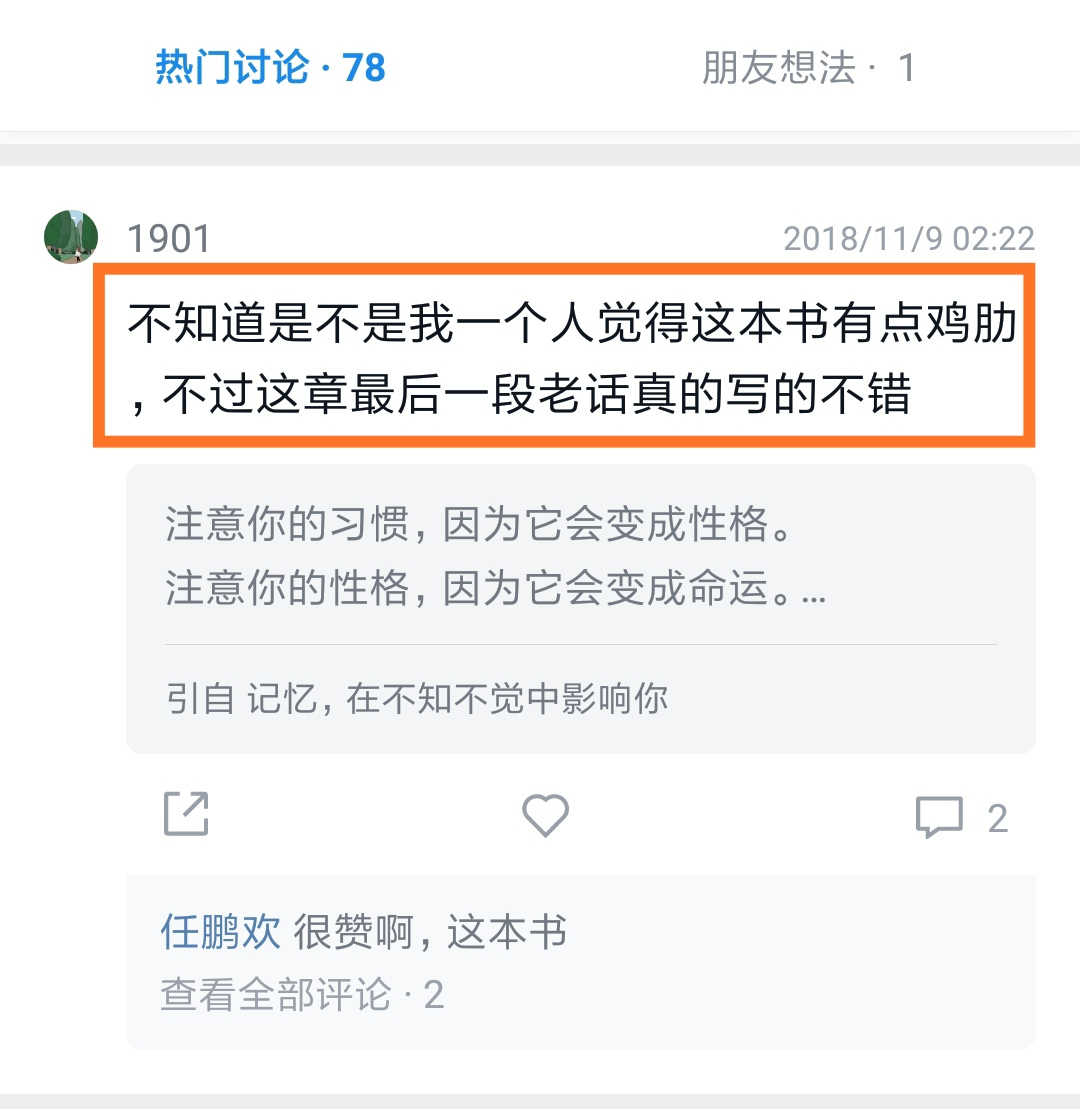 热门讨论 · 78
朋友想法 · 1
1901
2018/11/9 02:22
不知道是不是我一个人觉得这本书有点鸡肋
，不过这章最后一段老话真的写的不错
注意你的习惯，因为它会变成性格。
注意你的性格，因为它会变成命运。...
引自 记忆，在不知不觉中影响你
2
任鹏欢 很赞啊，这本书
查看全部评论 · 2